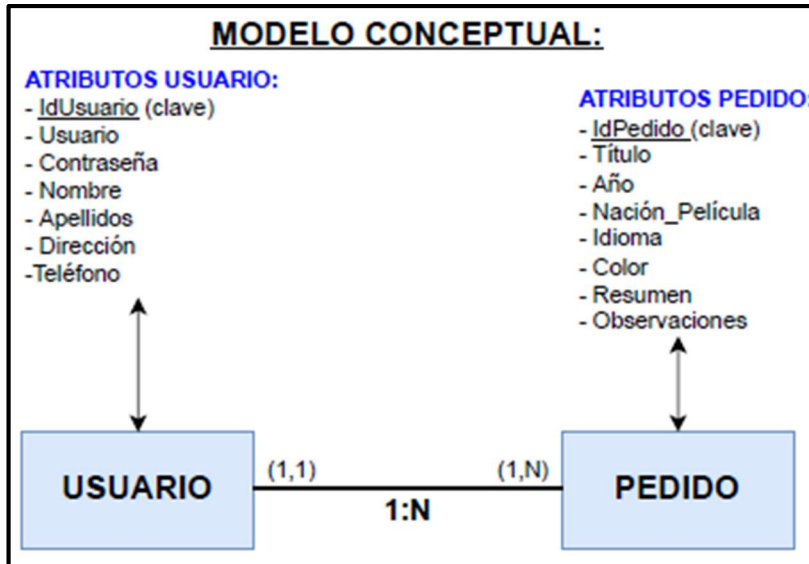 MODELO CONCEPTUAL:
ATRIBUTOS USUARIO:
- IdUsuario (clave)
- Usuario
- Contraseña
- Nombre
- Apellidos
- Dirección
-Teléfono
ATRIBUTOS PEDIDO:
- IdPedido (clave)
- Título
- Año
- Nación_Película
- Idioma
- Color
- Resumen
- Observaciones
USUARIO
(1,1)
(1,N)
1:N
PEDIDO